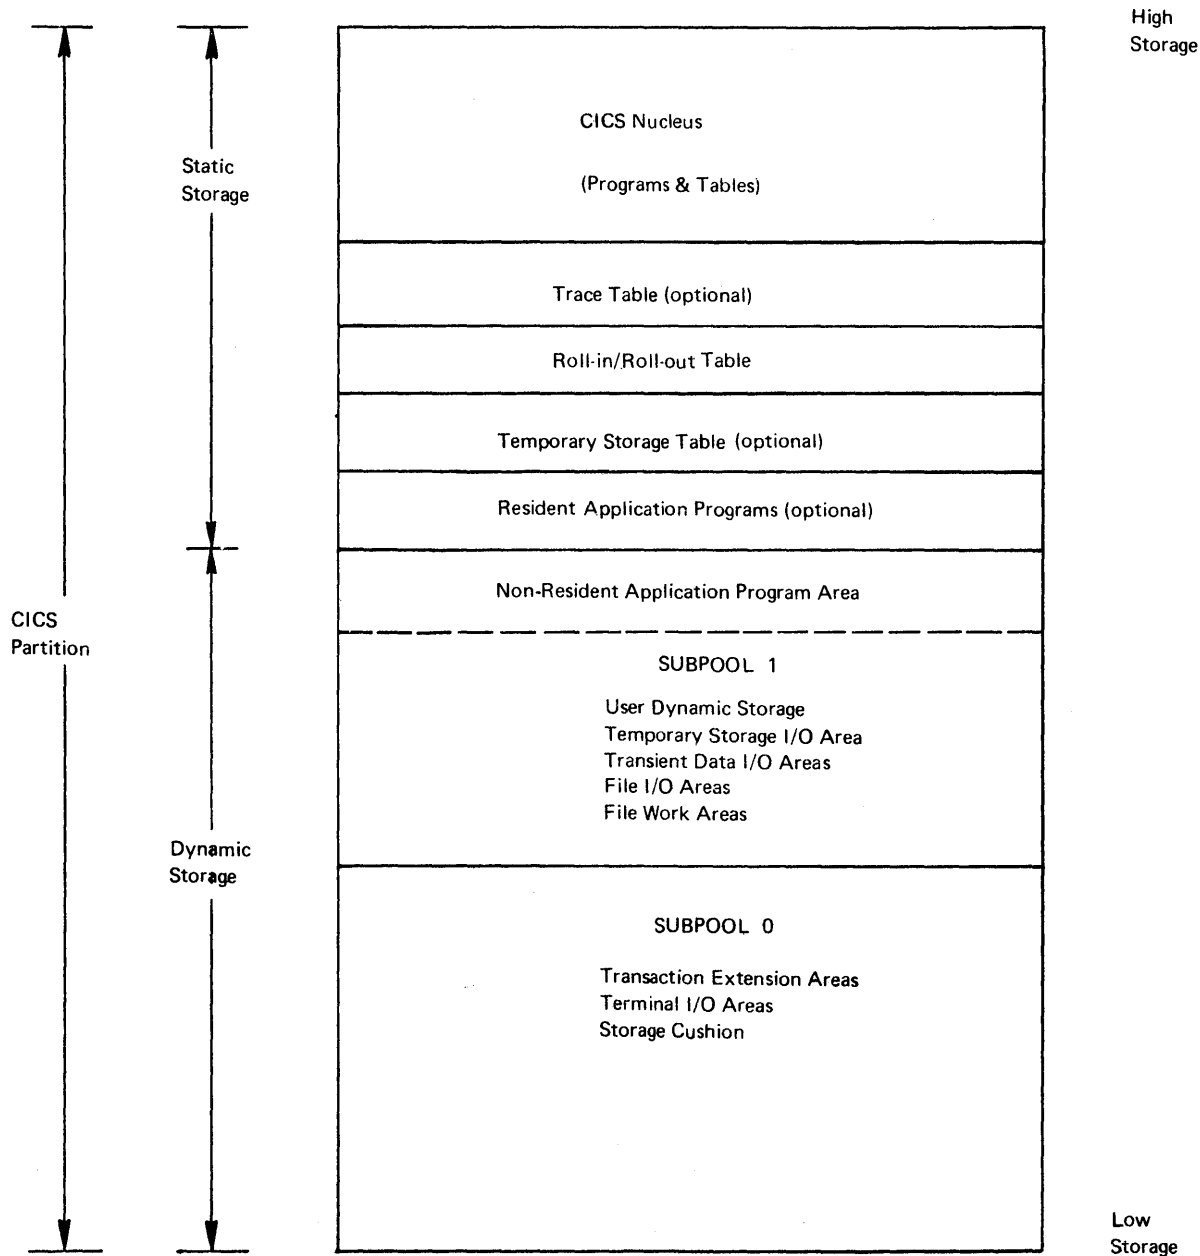 High
Storage
CICS Nucleus
(Programs & Tables)
Static
Storage
Trace Table (optional)
Roll-in/Roll-out Table
Temporary Storage Table (optional)
Resident Application Programs (optional)
Non-Resident Application Program Area
CICS
Partition
SUBPOOL 1
User Dynamic Storage
Temporary Storage I/O Area
Transient Data I/O Areas
File I/O Areas
File Work Areas
Dynamic
Storage
SUBPOOL 0
Transaction Extension Areas
Terminal I/O Areas
Storage Cushion
Low
Storage